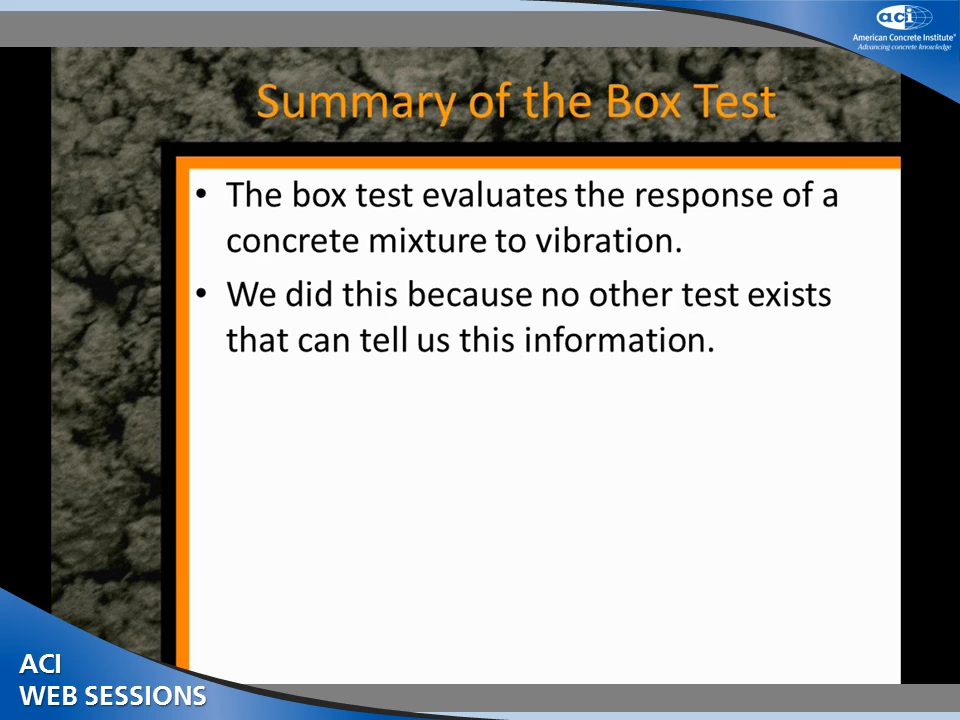 aci
American Concrete Institute®
Advancing concrete knowledge
Summary of the Box Test
• The box test evaluates the response of a
concrete mixture to vibration.
• We did this because no other test exists
that can tell us this information.
ACI
WEB SESSIONS